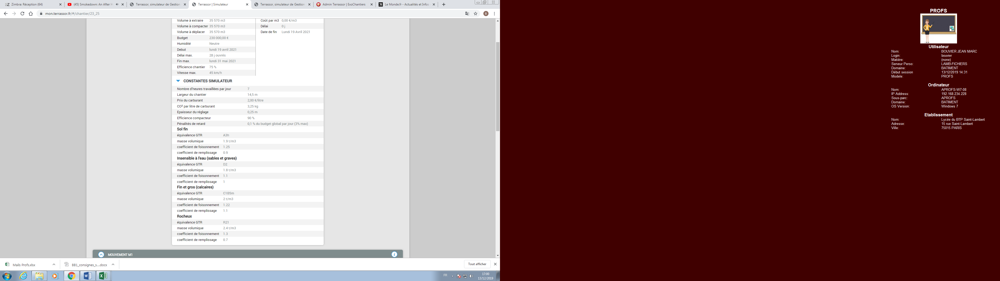 Zimbra: Réception (64)
(45) Smokedown: An After H
Terrassor, simulateur de Gestion
Terrassor | Simulateur
Terrassor, simulateur de Gestion
Admin Terrassor | ExoChantiers
Le Monde.fr - Actualités et Infos
mon.terrassor.fr/#/chantier/23_25
B
Volume à extraire 35 570 m3 Coût par m3 0,00 €/m3
Volume à compacter 35 570 m3 Délai 0 j
Volume à déplacer 35 570 m3 Date de fin Lundi 19 Avril 2021
Budget 230 000,00 €
Humidité Neutre
Debut lundi 19 avril 2021
Délai max. 28 j ouvrés
Fin max. lundi 31 mai 2021
Efficience chantier 75 %
Vitesse max. 45 km/h
CONSTANTES SIMULATEUR
Nombre d'heures travaillées par jour 7
Largeur du chantier 14,5 m
Prix du carburant 2,00 €/litre
CO² par litre de carburant 3,25 kg
Epaisseur du réglage 0,25 m
Efficience compacteur 90 %
Pénalités de retard 0,1 % du budget global par jour (3% max)
Sol fin
équivalence GTR A3h
masse volumique 1.9 t/m3
coefficient de foisonnement 1.25
coefficient de remplissage 0.9
Insensible à l'eau (sables et graves)
équivalence GTR D2
masse volumique 1.8 t/m3
coefficient de foisonnement 1.1
coefficient de remplissage 1
Fin et gros (calcaires)
équivalence GTR C1B5m
masse volumique 2 t/m3
coefficient de foisonnement 1.22
coefficient de remplissage 1.1
Rocheux
équivalence GTR R21
masse volumique 2.4 t/m3
coefficient de foisonnement 1.3
coefficient de remplissage 0.7
MOUVEMENT M1
Mails Profs.xlsx
BB1_consignes_s....docx
Tout afficher
FR
17:00
13/12/2019
PROFS
Utilisateur
Nom: BOUVIER JEAN MARC
Login: bouvier
Matière: (none)
Serveur Perso: LAMB-FICHIERS
Domaine: BATIMENT
Début session 13/12/2019 14:31
Modele: PROFS
Ordinateur
Nom: APROFS-W7-08
IP Address: 192.168.234.228
Sous-parc: APROFS
Domaine: BATIMENT
OS Version: Windows 7
Etablissement
Nom: Lycée du BTP Saint-Lambert
Adresse: 15 rue Saint-Lambert
Ville: 75015 PARIS